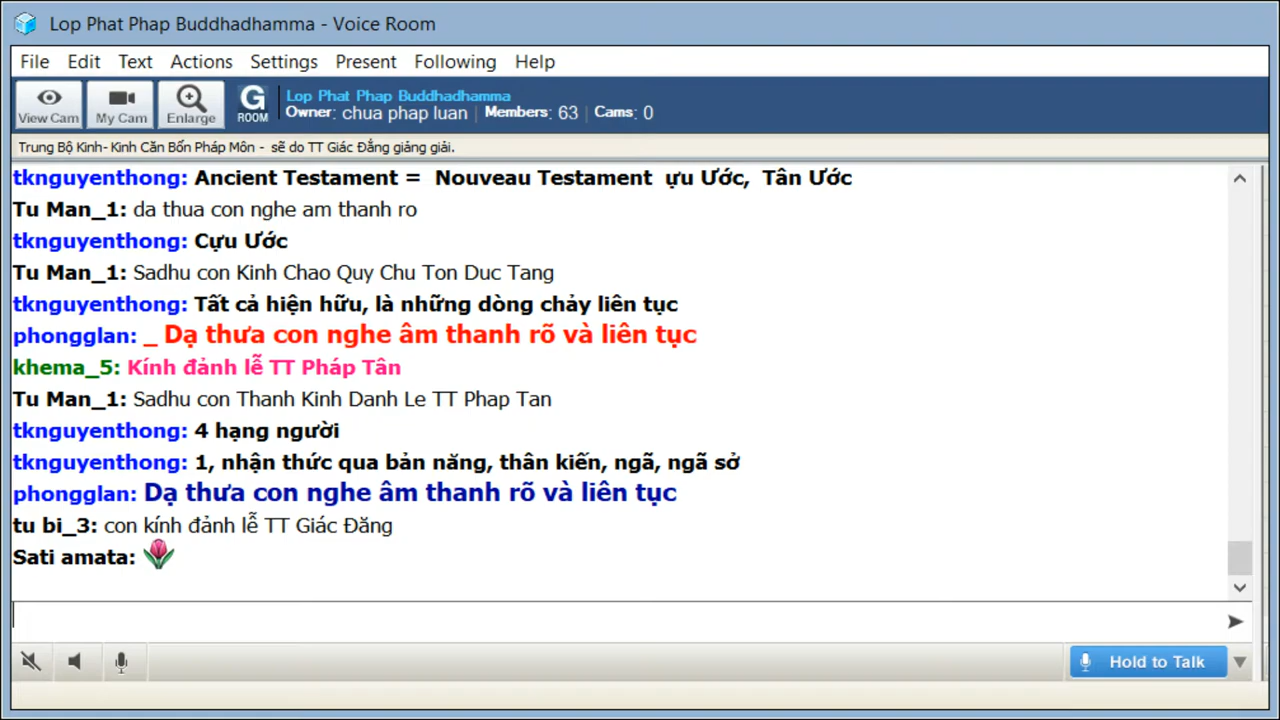 Lop Phat Phap Buddhadhamma - Voice Room
File Edit Text Actions Settings Present Following Help
View Cam My Cam Enlarge G ROOM Lop Phat Phap Buddhadhamma
Owner: chua phap luan | Members: 63 | Cams: 0
Trung Bộ Kinh- Kinh Căn Bổn Pháp Môn - sẽ do TT Giác Đẳng giảng giải.
tknguyenthong: Ancient Testament = Nouveau Testament ựu Ước, Tân Ước
Tu Man_1: da thua con nghe am thanh ro
tknguyenthong: Cựu Ước
Tu Man_1: Sadhu con Kinh Chao Quy Chu Ton Duc Tang
tknguyenthong: Tất cả hiện hữu, là những dòng chảy liên tục
phongglan: _ Dạ thưa con nghe âm thanh rõ và liên tục
khema_5: Kính đảnh lễ TT Pháp Tân
Tu Man_1: Sadhu con Thanh Kinh Danh Le TT Phap Tan
tknguyenthong: 4 hạng người
tknguyenthong: 1, nhận thức qua bản năng, thân kiến, ngã, ngã sở
phongglan: Dạ thưa con nghe âm thanh rõ và liên tục
tu bi_3: con kính đảnh lễ TT Giác Đăng
Sati amata:
Hold to Talk